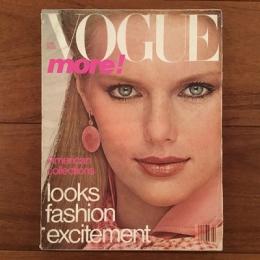 VOGUE
more!
American
collections
looks
fashion
excitement